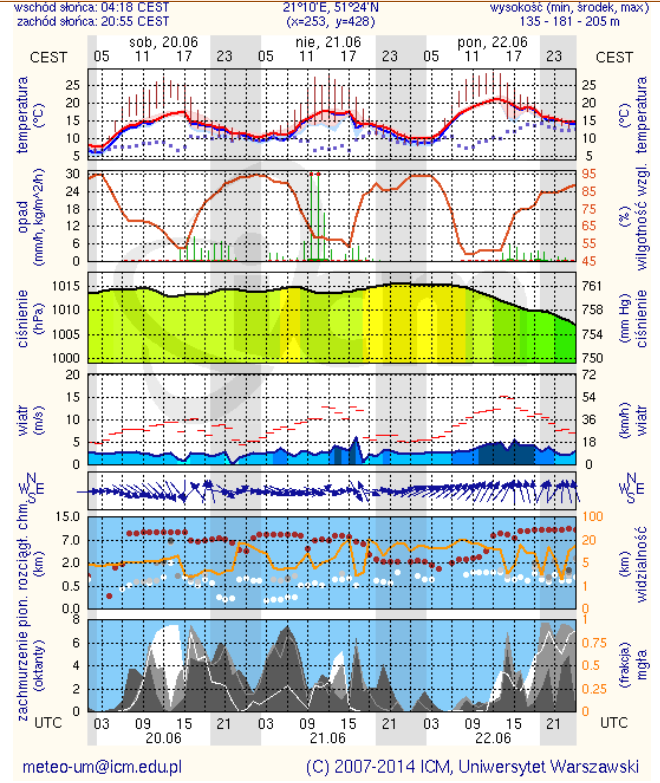 wschód słońca: 04:18 CEST 21°10'E, 51°24'N wysokość (min, środek, max)
zachód słońca: 20:55 CEST (x=253, y=428) 135 - 181 - 205 m
sob, 20.06 nie, 21.06 pon, 22.06
CEST 05 11 17 23 05 11 17 23 05 11 17 23 CEST
temperatura (°C) 25 20 15 10 5 25 20 15 10 5 (°C) temperatura
opad (mm/h, kg/m^2/h) 30 24 18 12 6 0 95 85 75 65 55 45 (%) wilgotność wzgl.
ciśnienie (hPa) 1015 1010 1005 1000 761 758 754 750 (mm Hg) ciśnienie
wiatr (m/s) 20 15 10 5 0 72 54 36 18 0 (km/h) wiatr
N W E S N W E S
pion. rozciągł. chm. (km) 15.0 7.0 2.0 0.5 0.0 100 20 5 1 0 (km) widzialność
zachmurzenie (oktanty) 8 6 4 2 0 1 0.75 0.5 0.25 0 (frakcja) mgła
UTC 03 09 15 21 03 09 15 21 03 09 15 21 UTC
20.06 21.06 22.06
meteo-um@icm.edu.pl (C) 2007-2014 ICM, Uniwersytet Warszawski